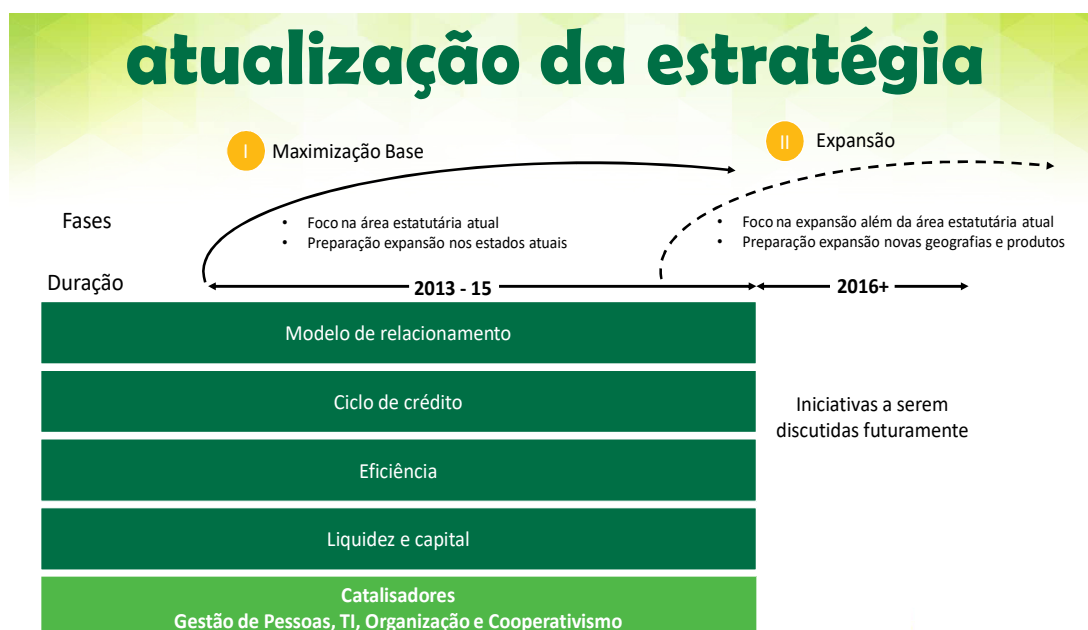 atualização da estratégia
I
Maximização Base
II
Expansão
Fases
• Foco na área estatutária atual
• Preparação expansão nos estados atuais
• Foco na expansão além da área estatutária atual
• Preparação expansão novas geografias e produtos
Duração
2013 - 15
2016+
Modelo de relacionamento
Ciclo de crédito
Eficiência
Liquidez e capital
Iniciativas a serem
discutidas futuramente
Catalisadores
Gestão de Pessoas, TI, Organização e Cooperativismo